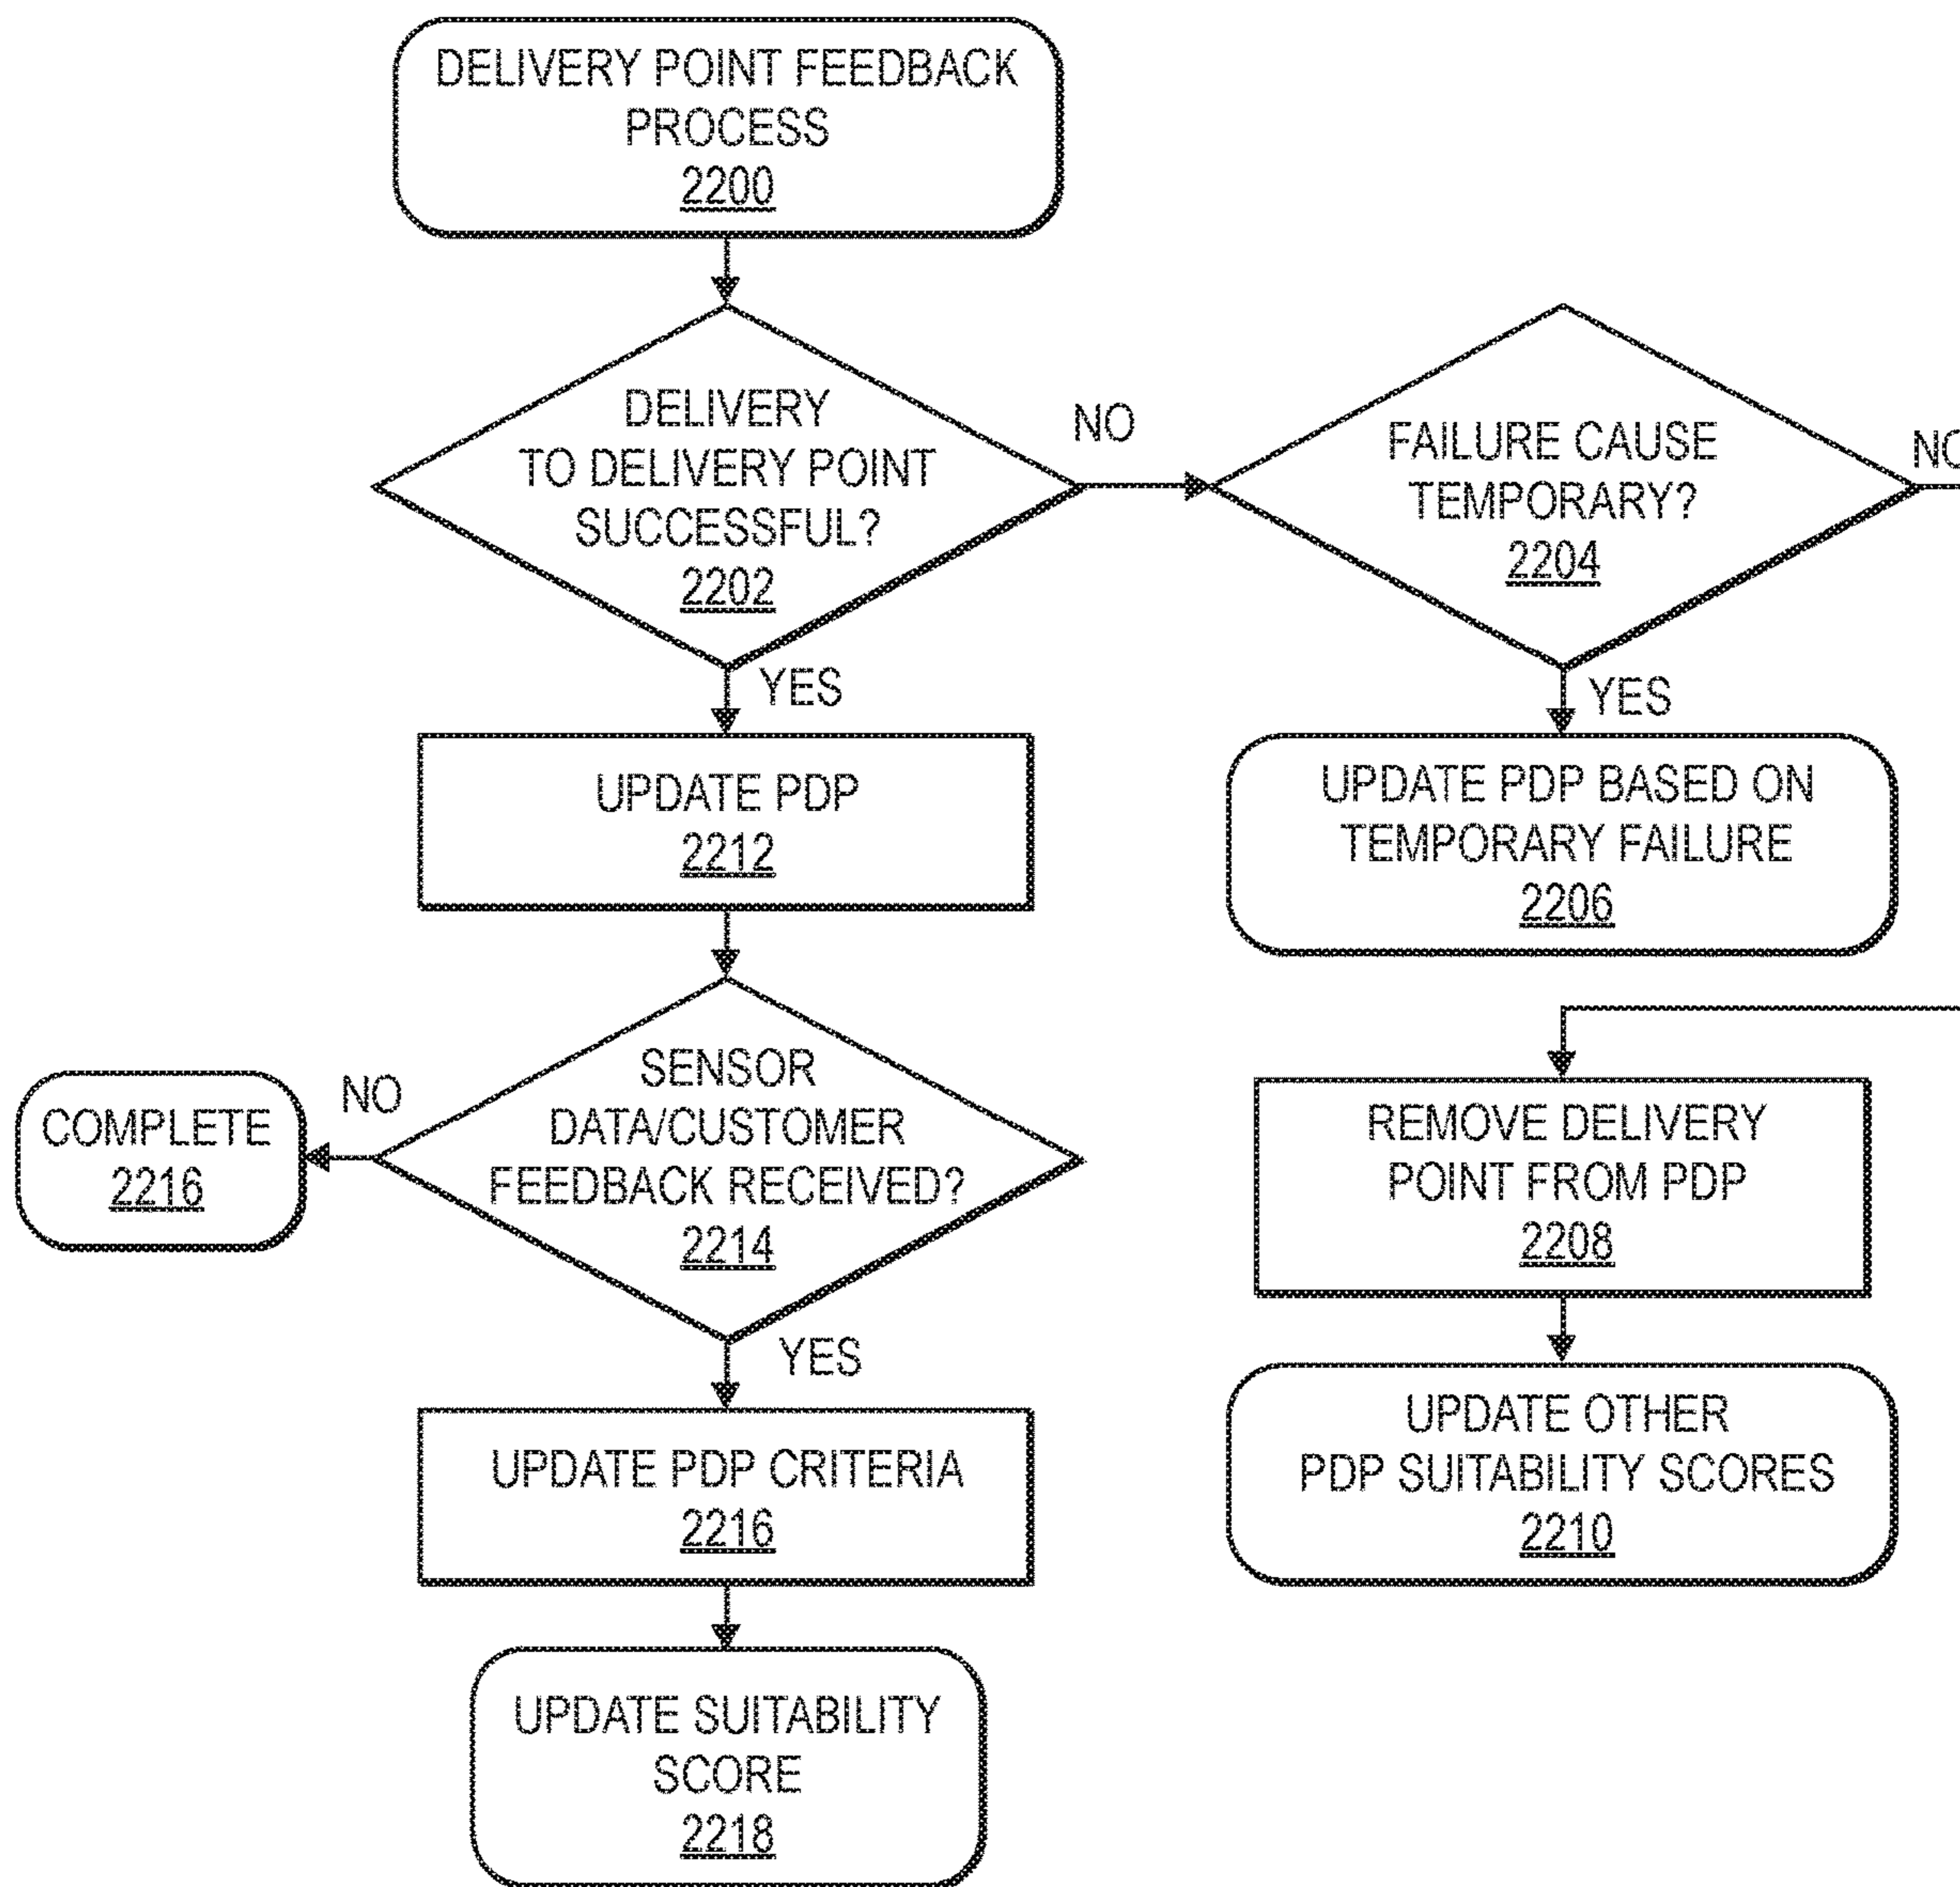 DELIVERY POINT FEEDBACK
PROCESS
2200
DELIVERY
TO DELIVERY POINT
SUCCESSFUL?
2202
NO
FAILURE CAUSE
TEMPORARY?
2204
NO
YES
YES
UPDATE PDP
2212
UPDATE PDP BASED ON
TEMPORARY FAILURE
2206
SENSOR
DATA/CUSTOMER
FEEDBACK RECEIVED?
2214
NO
COMPLETE
2216
REMOVE DELIVERY
POINT FROM PDP
2208
YES
UPDATE PDP CRITERIA
2216
UPDATE OTHER
PDP SUITABILITY SCORES
2210
UPDATE SUITABILITY
SCORE
2218